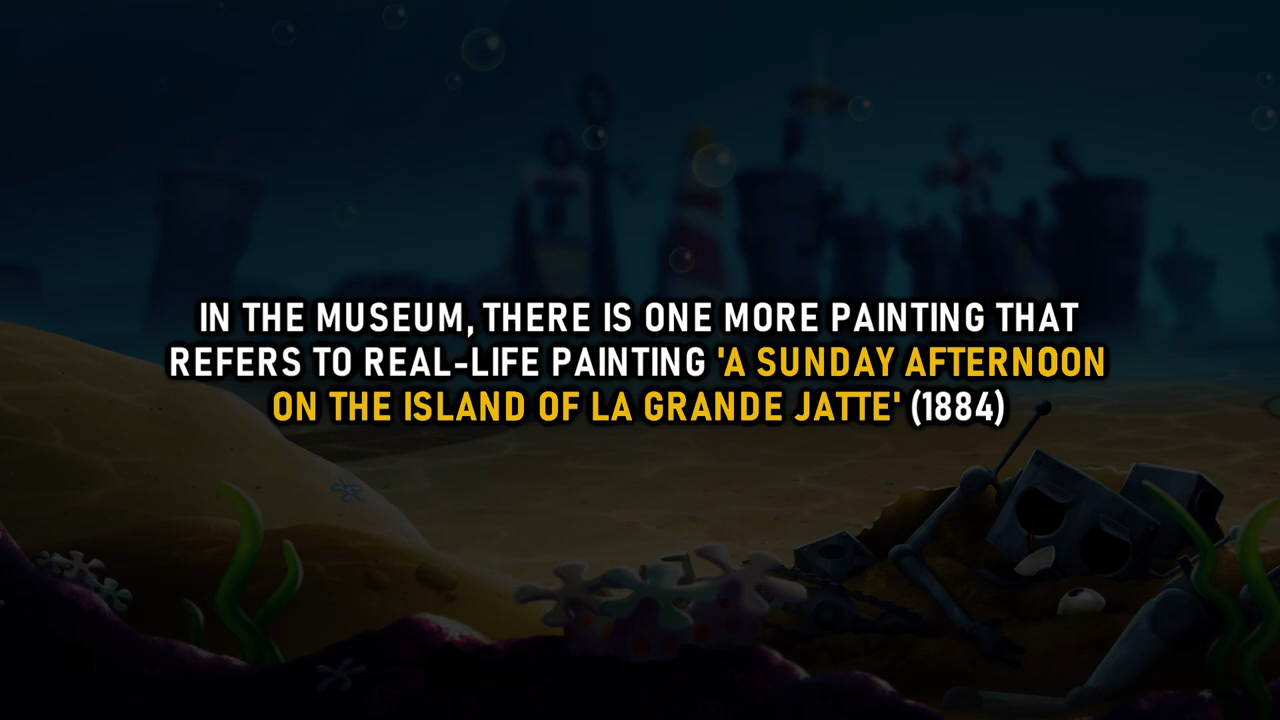 IN THE MUSEUM, THERE IS ONE MORE PAINTING THAT
REFERS TO REAL-LIFE PAINTING 'A SUNDAY AFTERNOON
ON THE ISLAND OF LA GRANDE JATTE' (1884)